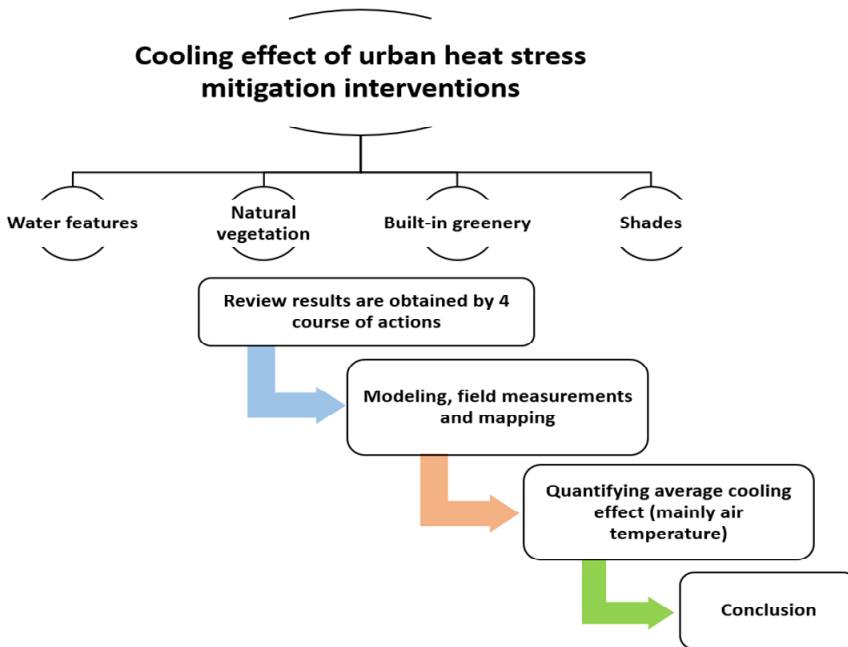 Cooling effect of urban heat stress
mitigation interventions
Water features
Natural
vegetation
Built-in greenery
Shades
Review results are obtained by 4
course of actions
Modeling, field measurements
and mapping
Quantifying average cooling
effect (mainly air
temperature)
Conclusion